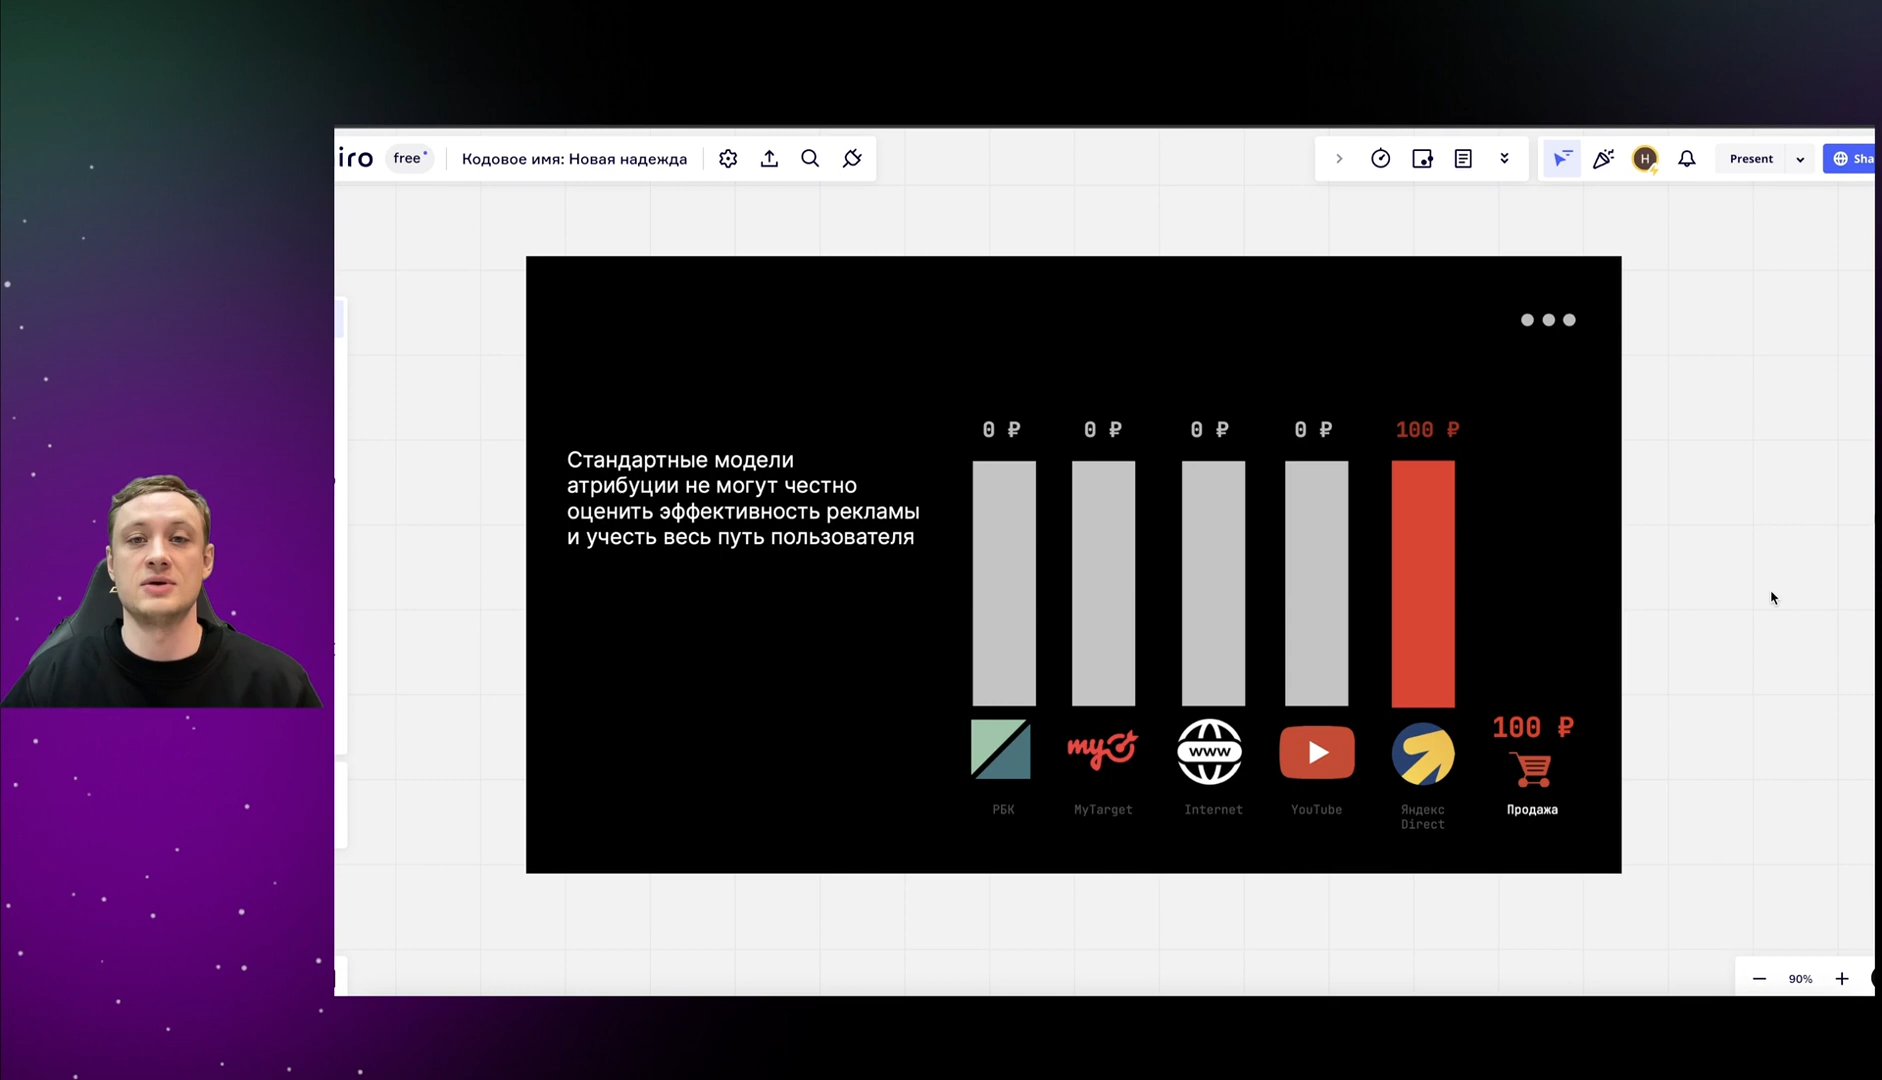 iro
free
Кодовое имя: Новая надежда
H
Present
Sha
0 ₽
0 ₽
0 ₽
0 ₽
100 ₽
Стандартные модели
атрибуции не могут честно
оценить эффективность рекламы
и учесть весь путь пользователя
100 ₽
my
www
РБК
MyTarget
Internet
YouTube
Яндекс
Direct
Продажа
90%